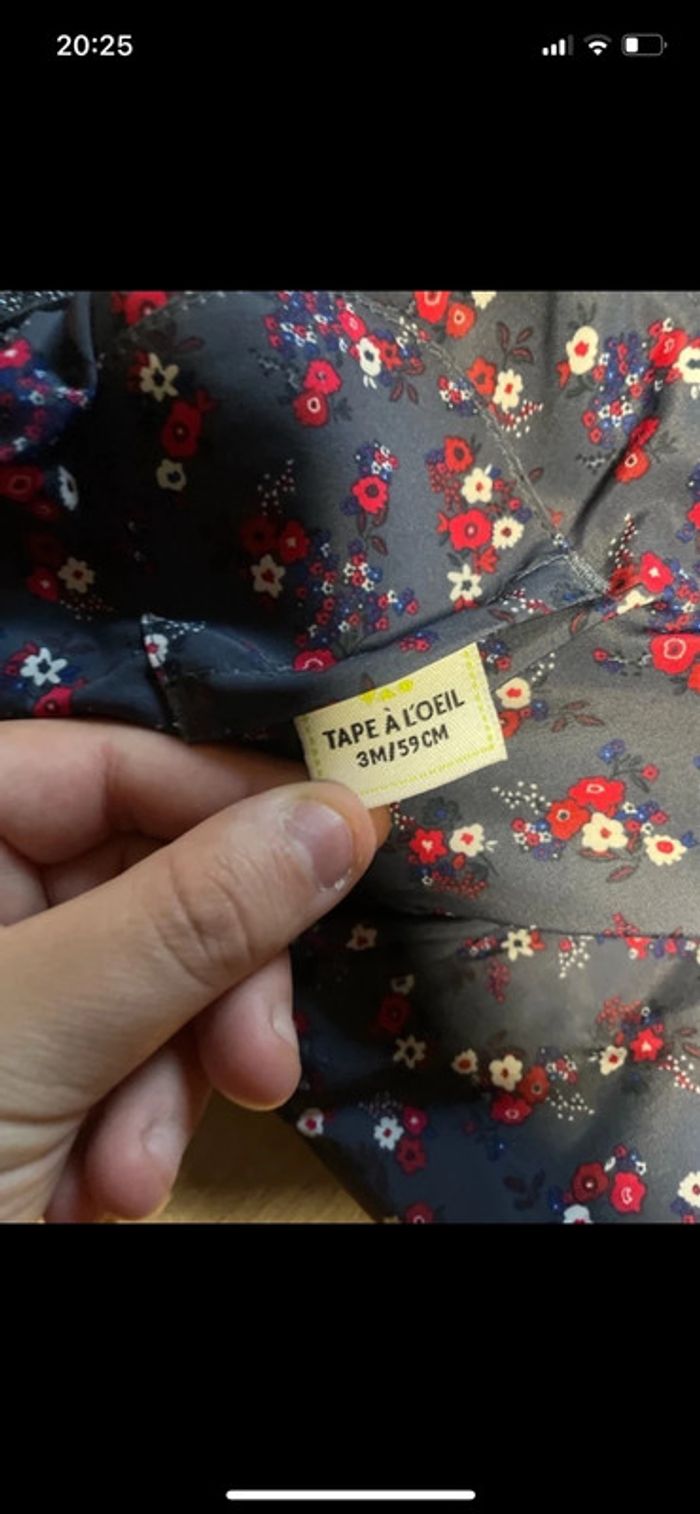 20:25
TAPE À L'OEIL
3M/59CM